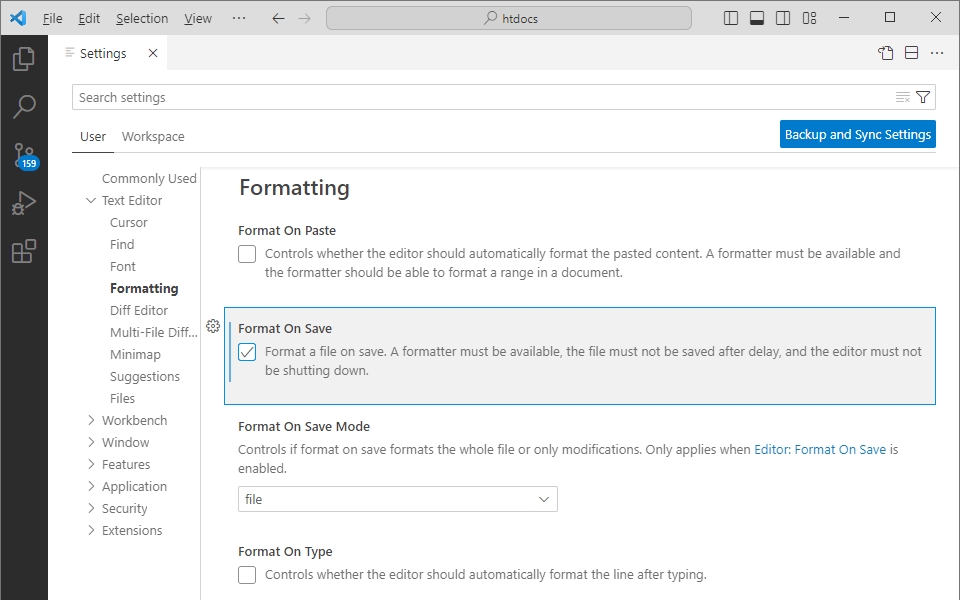 File Edit Selection View ··· htdocs
Settings
Search settings
User Workspace Backup and Sync Settings
159
Commonly Used
Text Editor
Cursor
Find
Font
Formatting
Diff Editor
Multi-File Diff...
Minimap
Suggestions
Files
Workbench
Window
Features
Application
Security
Extensions
Formatting
Format On Paste
Controls whether the editor should automatically format the pasted content. A formatter must be available and
the formatter should be able to format a range in a document.
Format On Save
Format a file on save. A formatter must be available, the file must not be saved after delay, and the editor must not
be shutting down.
Format On Save Mode
Controls if format on save formats the whole file or only modifications. Only applies when Editor: Format On Save is
enabled.
file
Format On Type
Controls whether the editor should automatically format the line after typing.